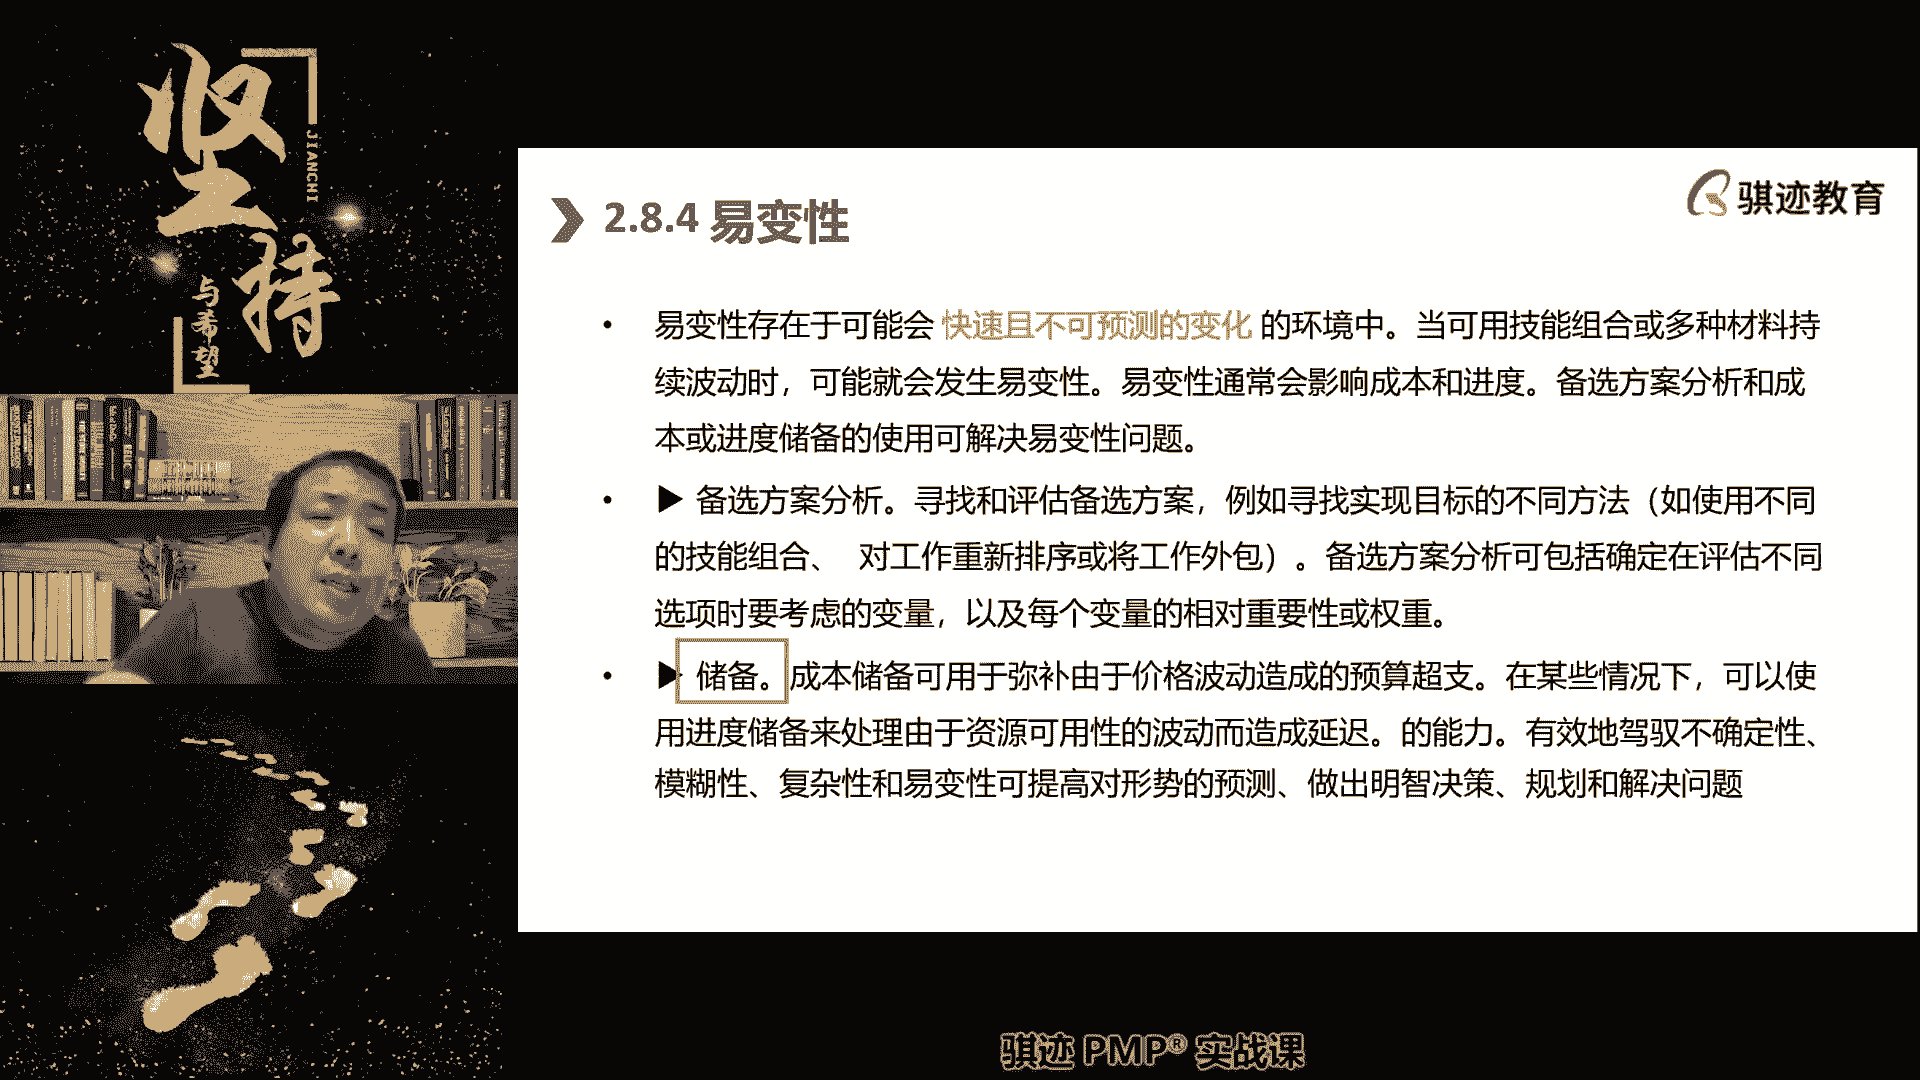 坚持
JIANCHI
与希望
骐迹教育
2.8.4 易变性
• 易变性存在于可能会 快速且不可预测的变化 的环境中。当可用技能组合或多种材料持
续波动时，可能就会发生易变性。易变性通常会影响成本和进度。备选方案分析和成
本或进度储备的使用可解决易变性问题。
• ▶ 备选方案分析。寻找和评估备选方案，例如寻找实现目标的不同方法（如使用不同
的技能组合、 对工作重新排序或将工作外包）。备选方案分析可包括确定在评估不同
选项时要考虑的变量，以及每个变量的相对重要性或权重。
• ▶ 储备。成本储备可用于弥补由于价格波动造成的预算超支。在某些情况下，可以使
用进度储备来处理由于资源可用性的波动而造成延迟。的能力。有效地驾驭不确定性、
模糊性、复杂性和易变性可提高对形势的预测、做出明智决策、规划和解决问题
骐迹 PMP® 实战课